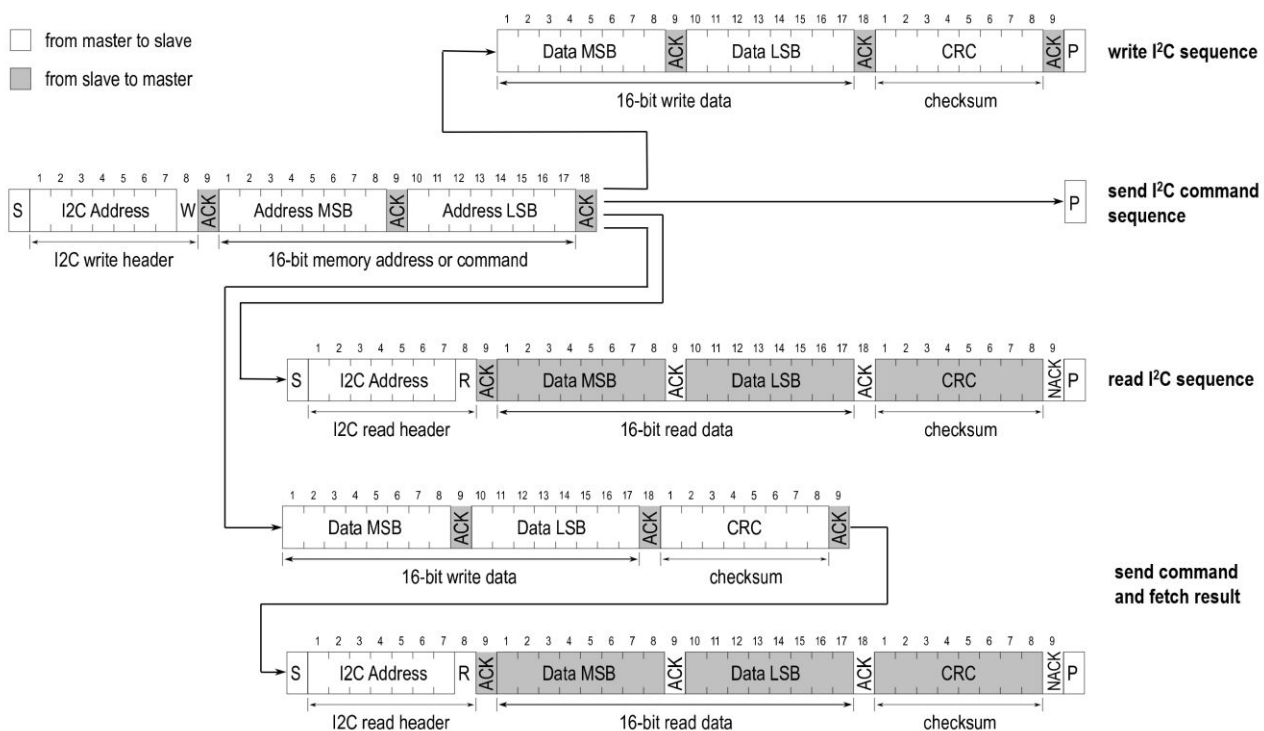 from master to slave
from slave to master
1 2 3 4 5 6 7 8 9 10 11 12 13 14 15 16 17 18 1 2 3 4 5 6 7 8 9
Data MSB ACK Data LSB ACK CRC ACK P
write I²C sequence
16-bit write data
checksum
1 2 3 4 5 6 7 8 9 1 2 3 4 5 6 7 8 9 10 11 12 13 14 15 16 17 18
S I2C Address W ACK Address MSB ACK Address LSB ACK
P
send I²C command
sequence
I2C write header
16-bit memory address or command
1 2 3 4 5 6 7 8 9 1 2 3 4 5 6 7 8 9 10 11 12 13 14 15 16 17 18 1 2 3 4 5 6 7 8 9
S I2C Address R ACK Data MSB ACK Data LSB ACK CRC NACK P
read I²C sequence
I2C read header
16-bit read data
checksum
1 2 3 4 5 6 7 8 9 10 11 12 13 14 15 16 17 18 1 2 3 4 5 6 7 8 9
Data MSB ACK Data LSB ACK CRC ACK
16-bit write data
checksum
send command
and fetch result
1 2 3 4 5 6 7 8 9 1 2 3 4 5 6 7 8 9 10 11 12 13 14 15 16 17 18 1 2 3 4 5 6 7 8 9
S I2C Address R ACK Data MSB ACK Data LSB ACK CRC NACK P
I2C read header
16-bit read data
checksum